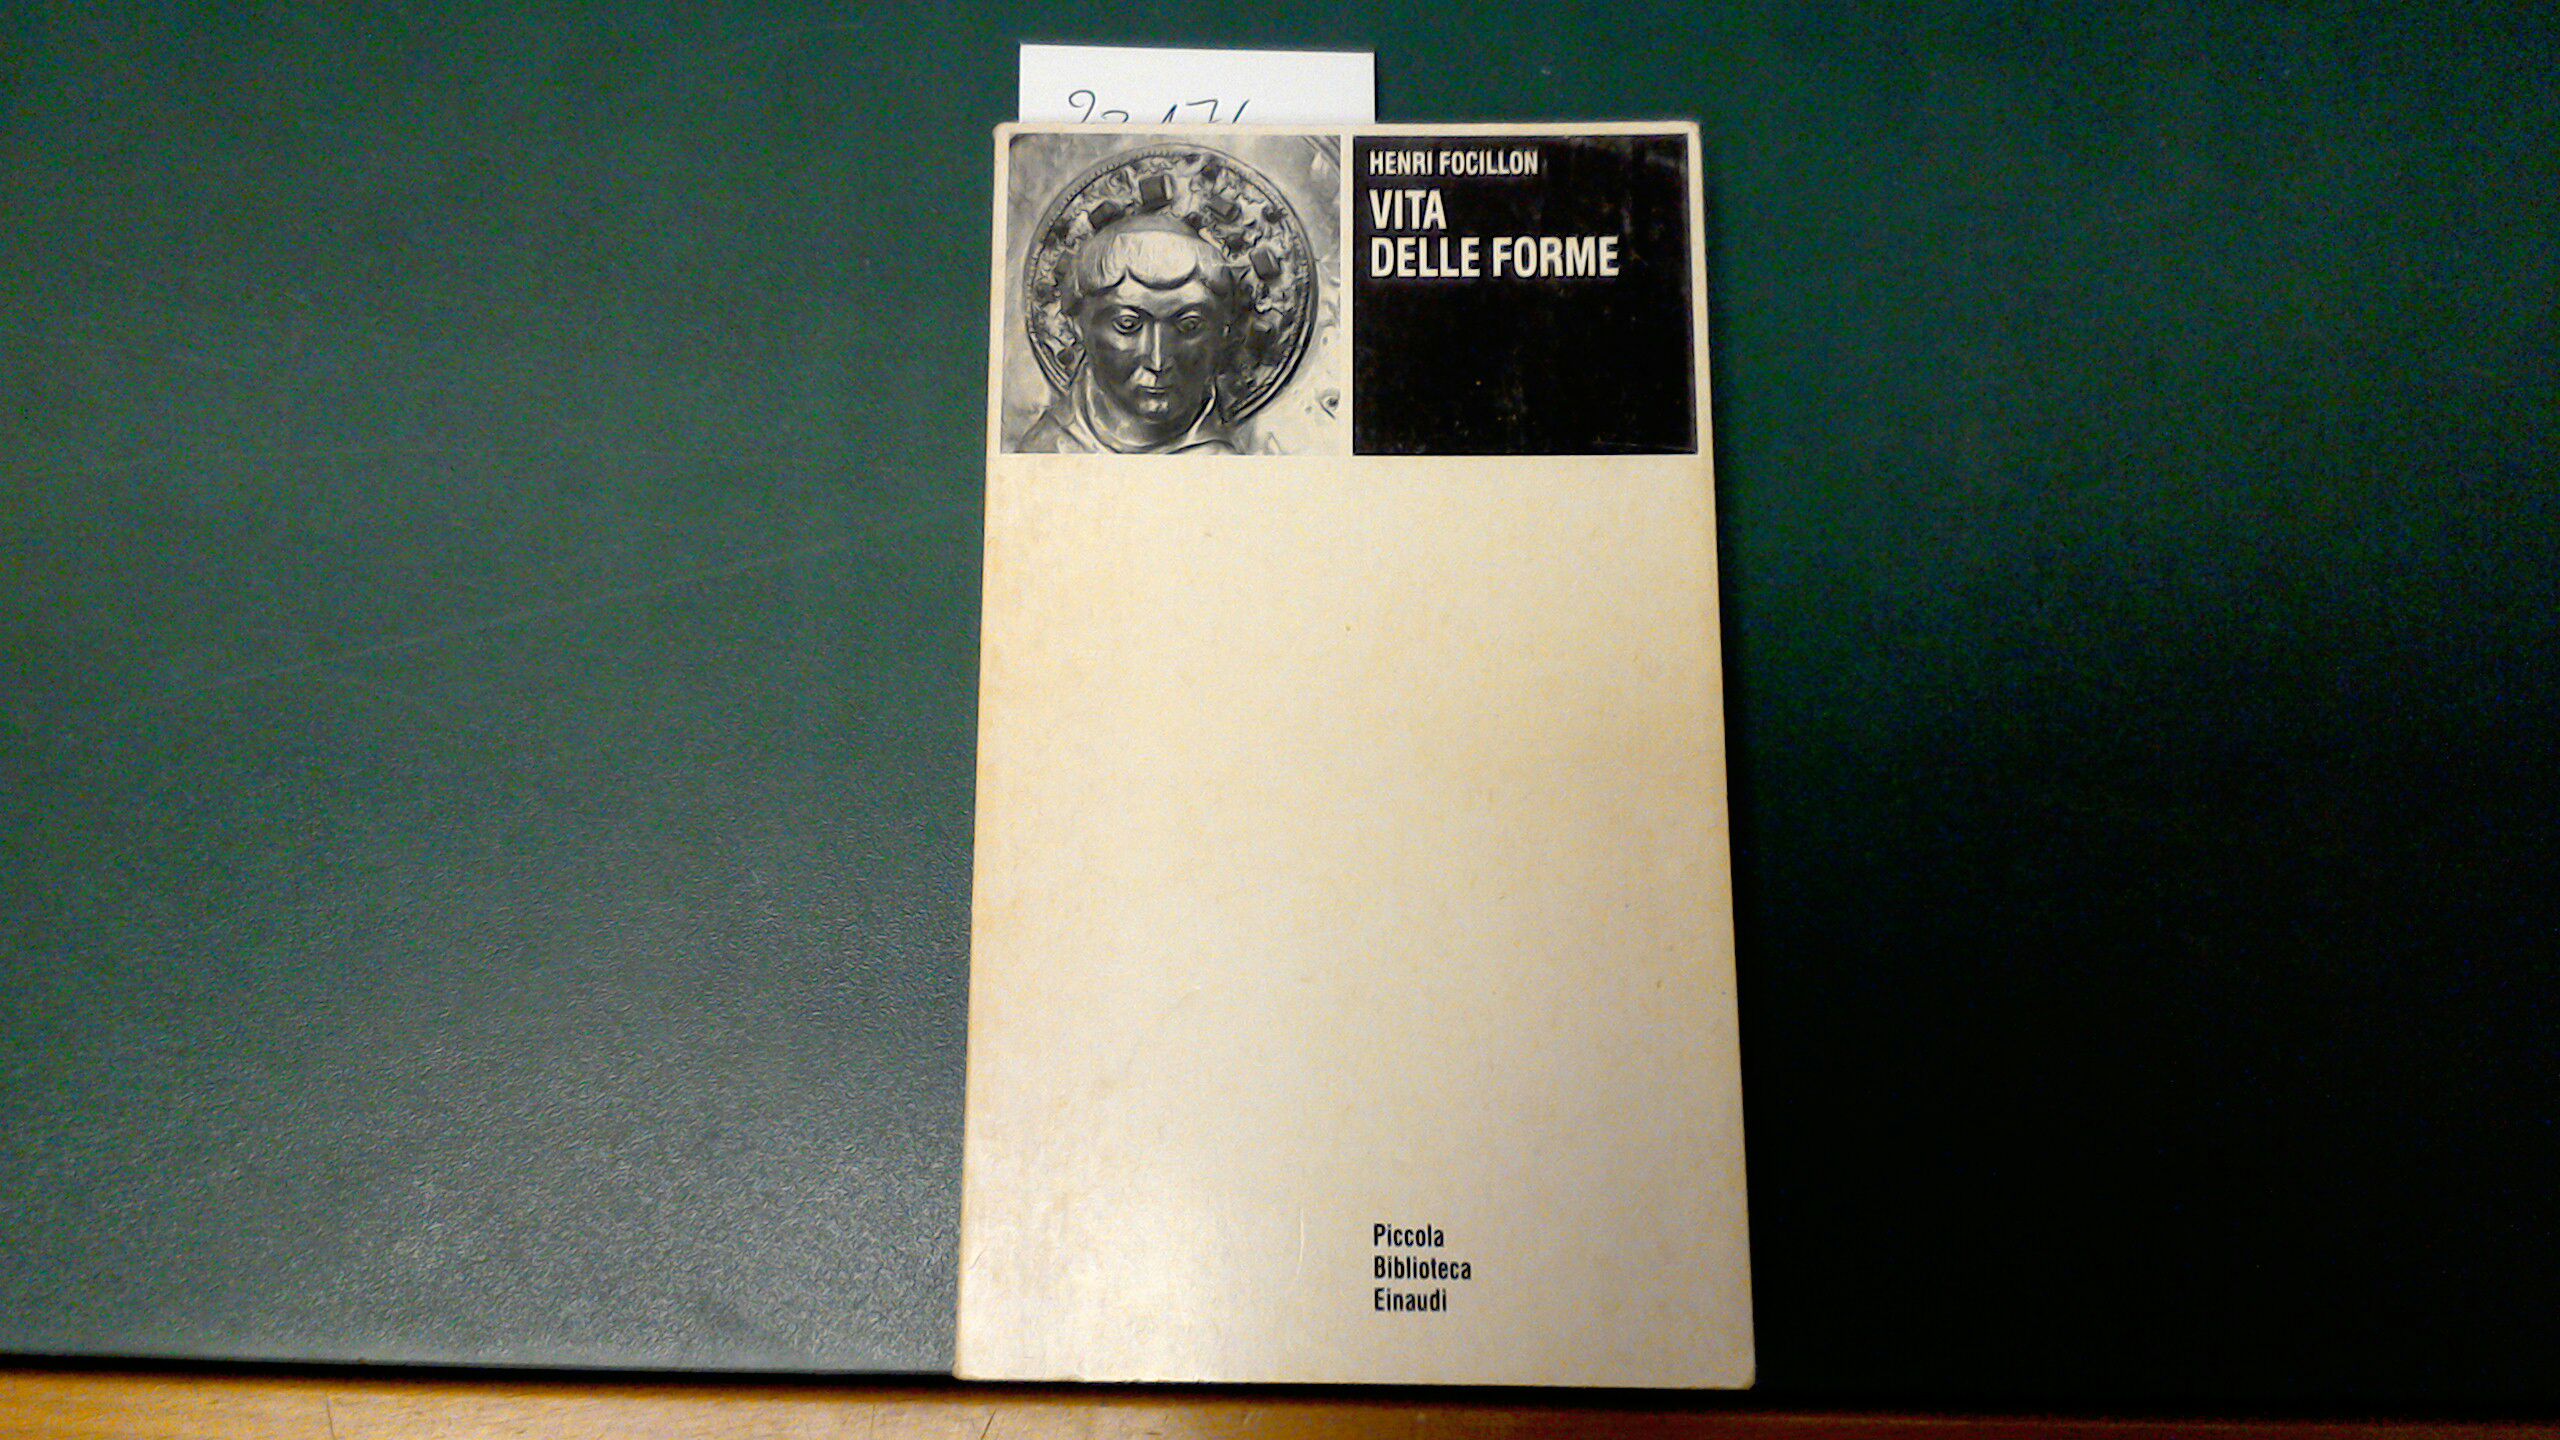 HENRI FOCILLON
VITA
DELLE FORME
Piccola
Biblioteca
Einaudi